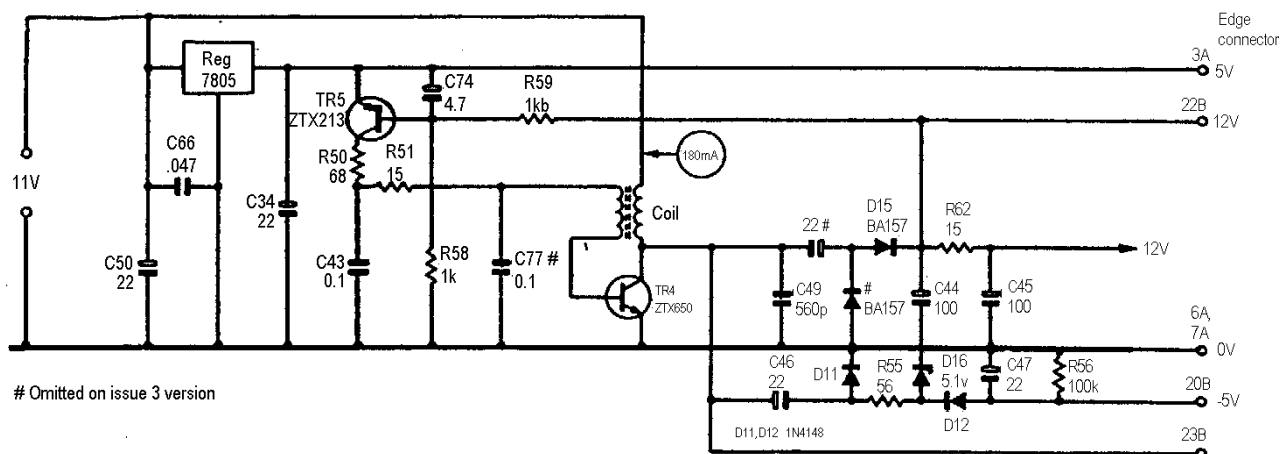 Edge
connector
3A
5V
Reg
7805
C74
4.7
R59
1kb
22B
12V
TR5
ZTX213
C66
.047
R50
68
R51
15
180mA
11V
C34
22
Coil
D15
BA157
R62
15
22 #
12V
C50
22
C43
0.1
R58
1k
C77 #
0.1
TR4
ZTX650
C49
560p
#
BA157
C44
100
C45
100
6A,
7A
0V
# Omitted on issue 3 version
C46
22
D11
R55
56
D16
5.1v
C47
22
R56
100k
20B
-5V
D11,D12 1N4148
D12
23B